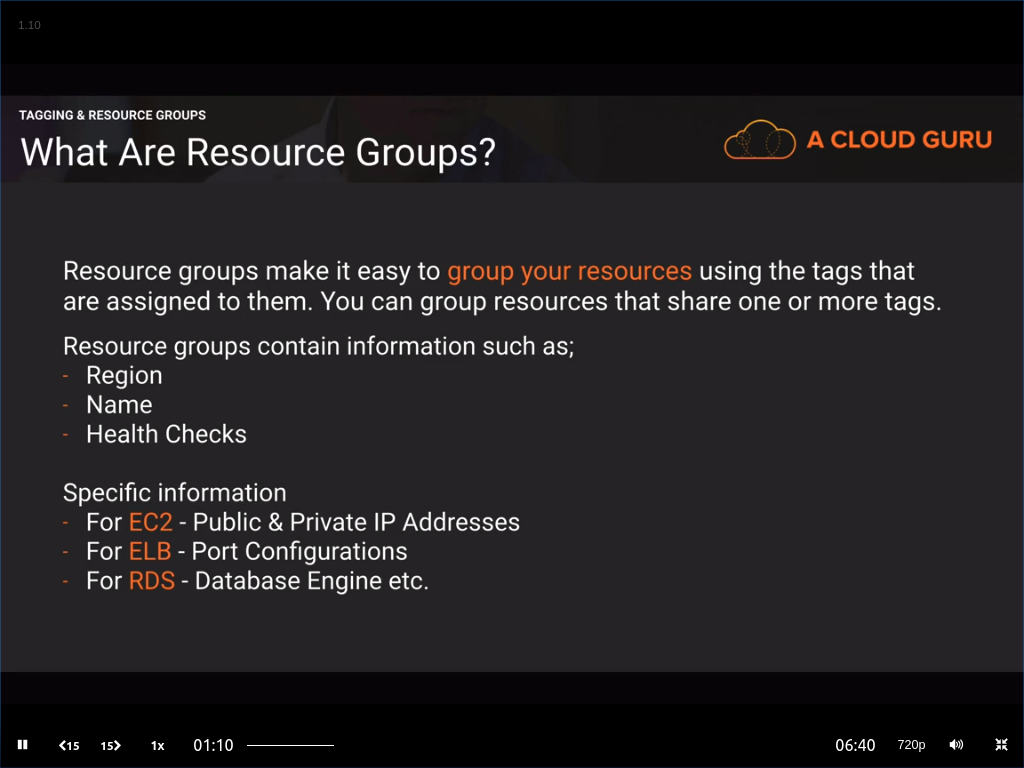 1.10
TAGGING & RESOURCE GROUPS
What Are Resource Groups?
A CLOUD GURU
Resource groups make it easy to group your resources using the tags that
are assigned to them. You can group resources that share one or more tags.
Resource groups contain information such as;
- Region
- Name
- Health Checks
Specific information
- For EC2 - Public & Private IP Addresses
- For ELB - Port Configurations
- For RDS - Database Engine etc.
15 15 1x 01:10 06:40 720p